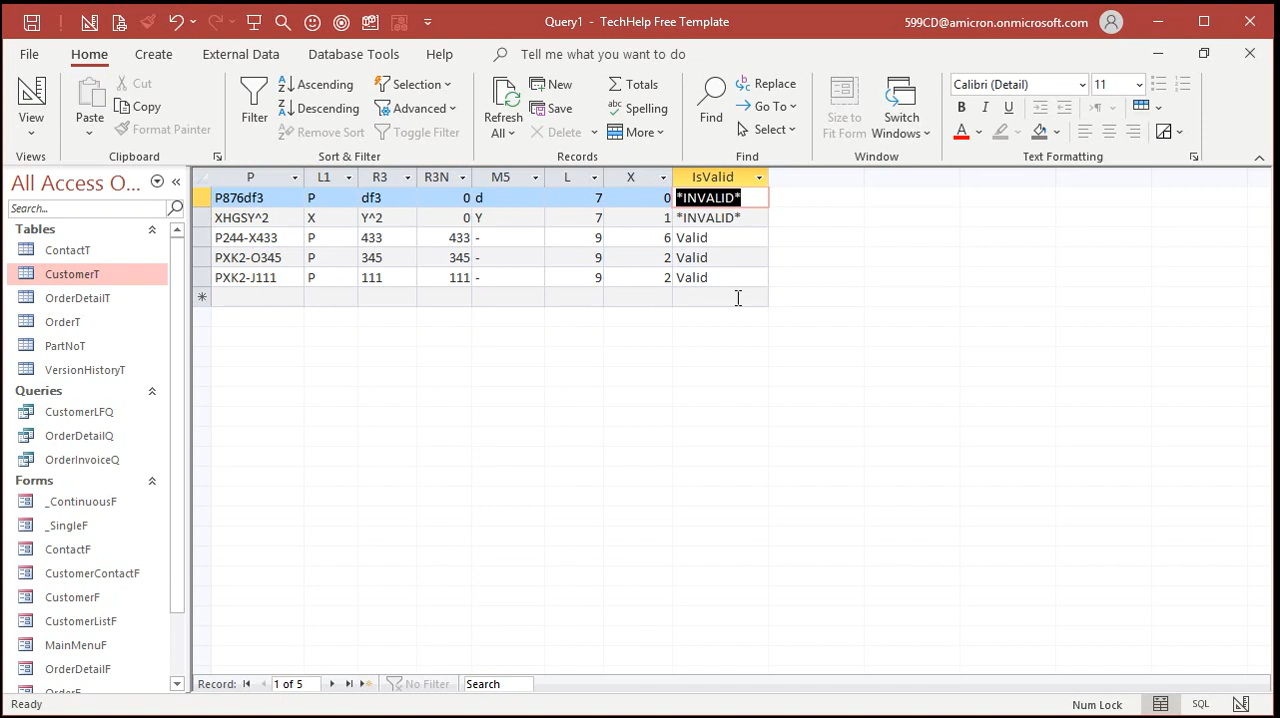 Query1 - TechHelp Free Template
599CD@amicron.onmicrosoft.com
File Home Create External Data Database Tools Help Tell me what you want to do
View
Views
Paste
Cut
Copy
Format Painter
Clipboard
Filter
Ascending
Descending
Remove Sort
Selection
Advanced
Toggle Filter
Sort & Filter
Refresh
All
New
Save
Delete
Totals
Spelling
More
Records
Find
Replace
Go To
Select
Find
Size to
Fit Form
Switch
Windows
Window
Calibri (Detail) 11
B I U
A
Text Formatting
All Access O...
Search...
Tables
ContactT
CustomerT
OrderDetailT
OrderT
PartNoT
VersionHistoryT
Queries
CustomerLFQ
OrderDetailQ
OrderInvoiceQ
Forms
_ContinuousF
_SingleF
ContactF
CustomerContactF
CustomerF
CustomerListF
MainMenuF
OrderDetailF
OrderF
P L1 R3 R3N M5 L X IsValid
P876df3 P df3 0 d 7 0 *INVALID*
XHGSY^2 X Y^2 0 Y 7 1 *INVALID*
P244-X433 P 433 433 - 9 6 Valid
PXK2-O345 P 345 345 - 9 2 Valid
PXK2-J111 P 111 111 - 9 2 Valid
Record: 1 of 5 No Filter Search
Ready
Num Lock SQL